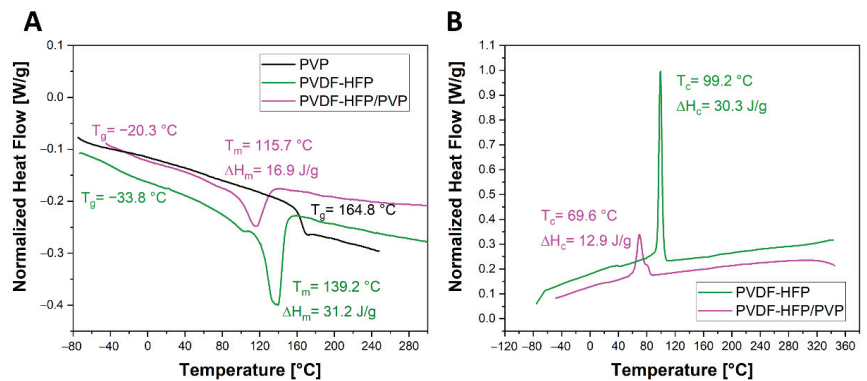 A
B
0.1
0.0
−0.1
−0.2
−0.3
−0.4
Normalized Heat Flow [W/g]
PVP
PVDF-HFP
PVDF-HFP/PVP
Tg= −20.3 °C
Tm= 115.7 °C
ΔHm= 16.9 J/g
Tg= −33.8 °C
Tg= 164.8 °C
Tm= 139.2 °C
ΔHm= 31.2 J/g
−80 −40 0 40 80 120 160 200 240 280
Temperature [°C]
1.1
1.0
0.9
0.8
0.7
0.6
0.5
0.4
0.3
0.2
0.1
0.0
Normalized Heat Flow [W/g]
Tc= 99.2 °C
ΔHc= 30.3 J/g
Tc= 69.6 °C
ΔHc= 12.9 J/g
PVDF-HFP
PVDF-HFP/PVP
−120 −80 −40 0 40 80 120 160 200 240 280 320 360
Temperature [°C]